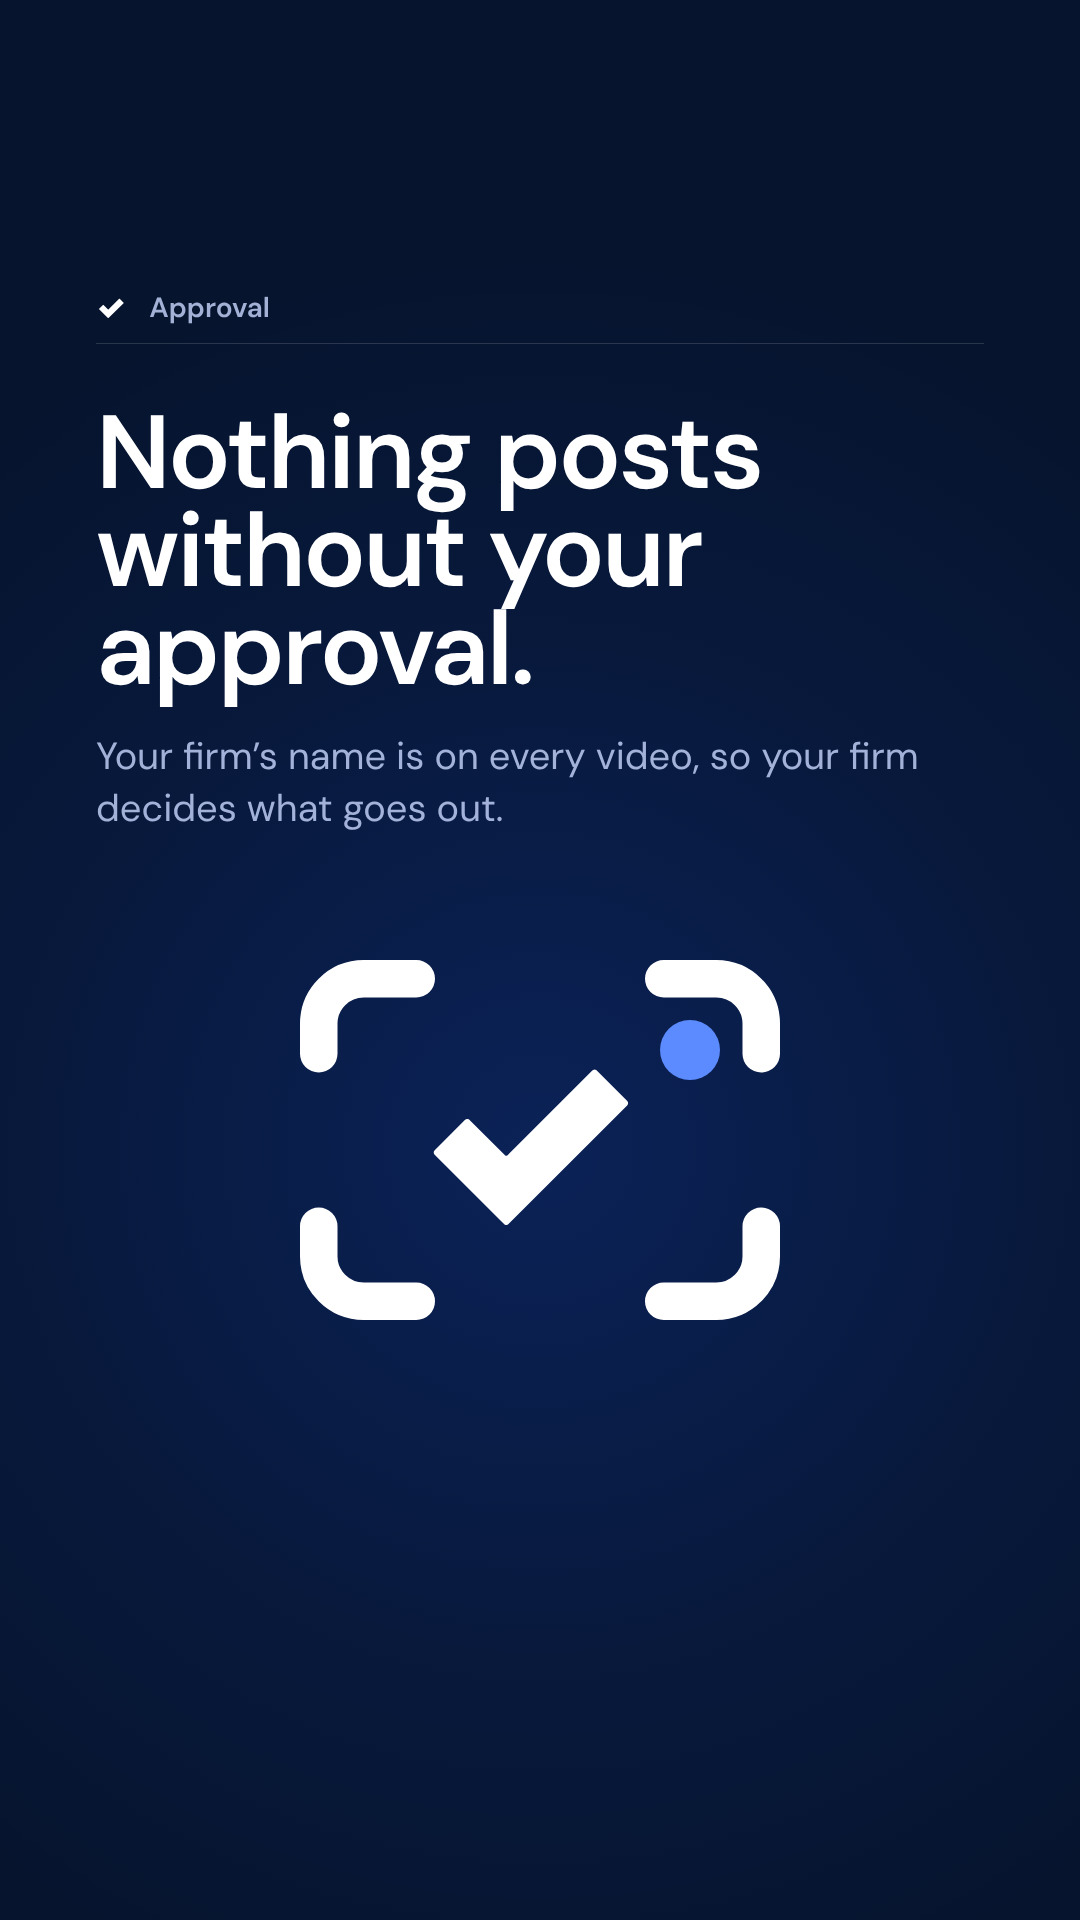 Approval
Nothing posts
without your
approval.
Your firm’s name is on every video, so your firm
decides what goes out.